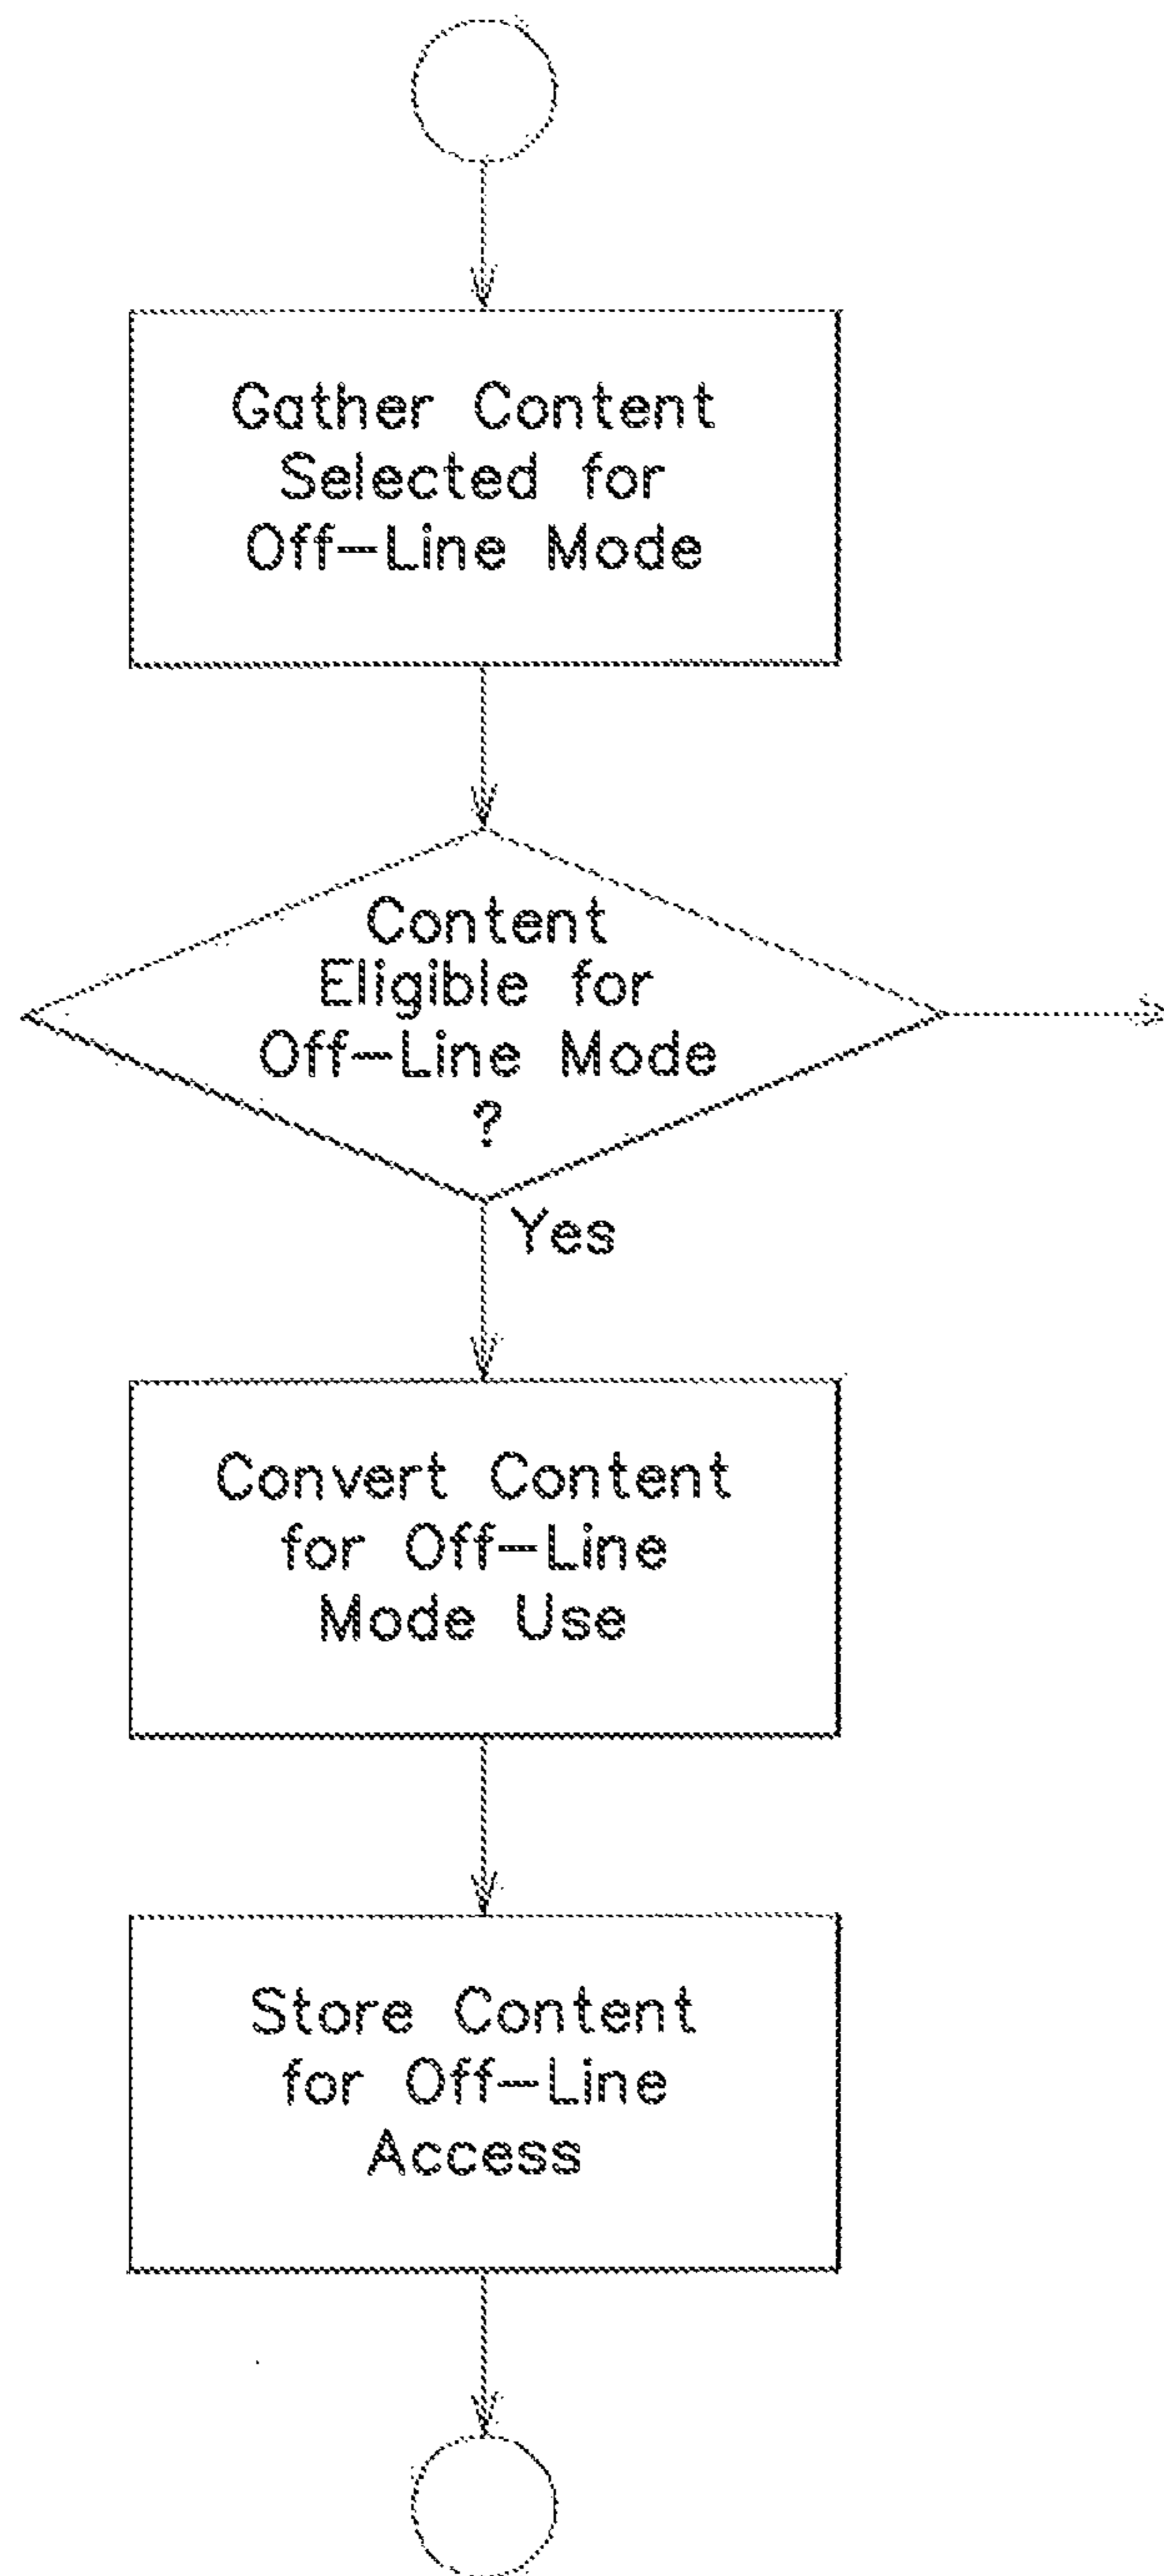 Gather Content
Selected for
Off-Line Mode
Content
Eligible for
Off-Line Mode
?
Yes
Convert Content
for Off-Line
Mode Use
Store Content
for Off-Line
Access